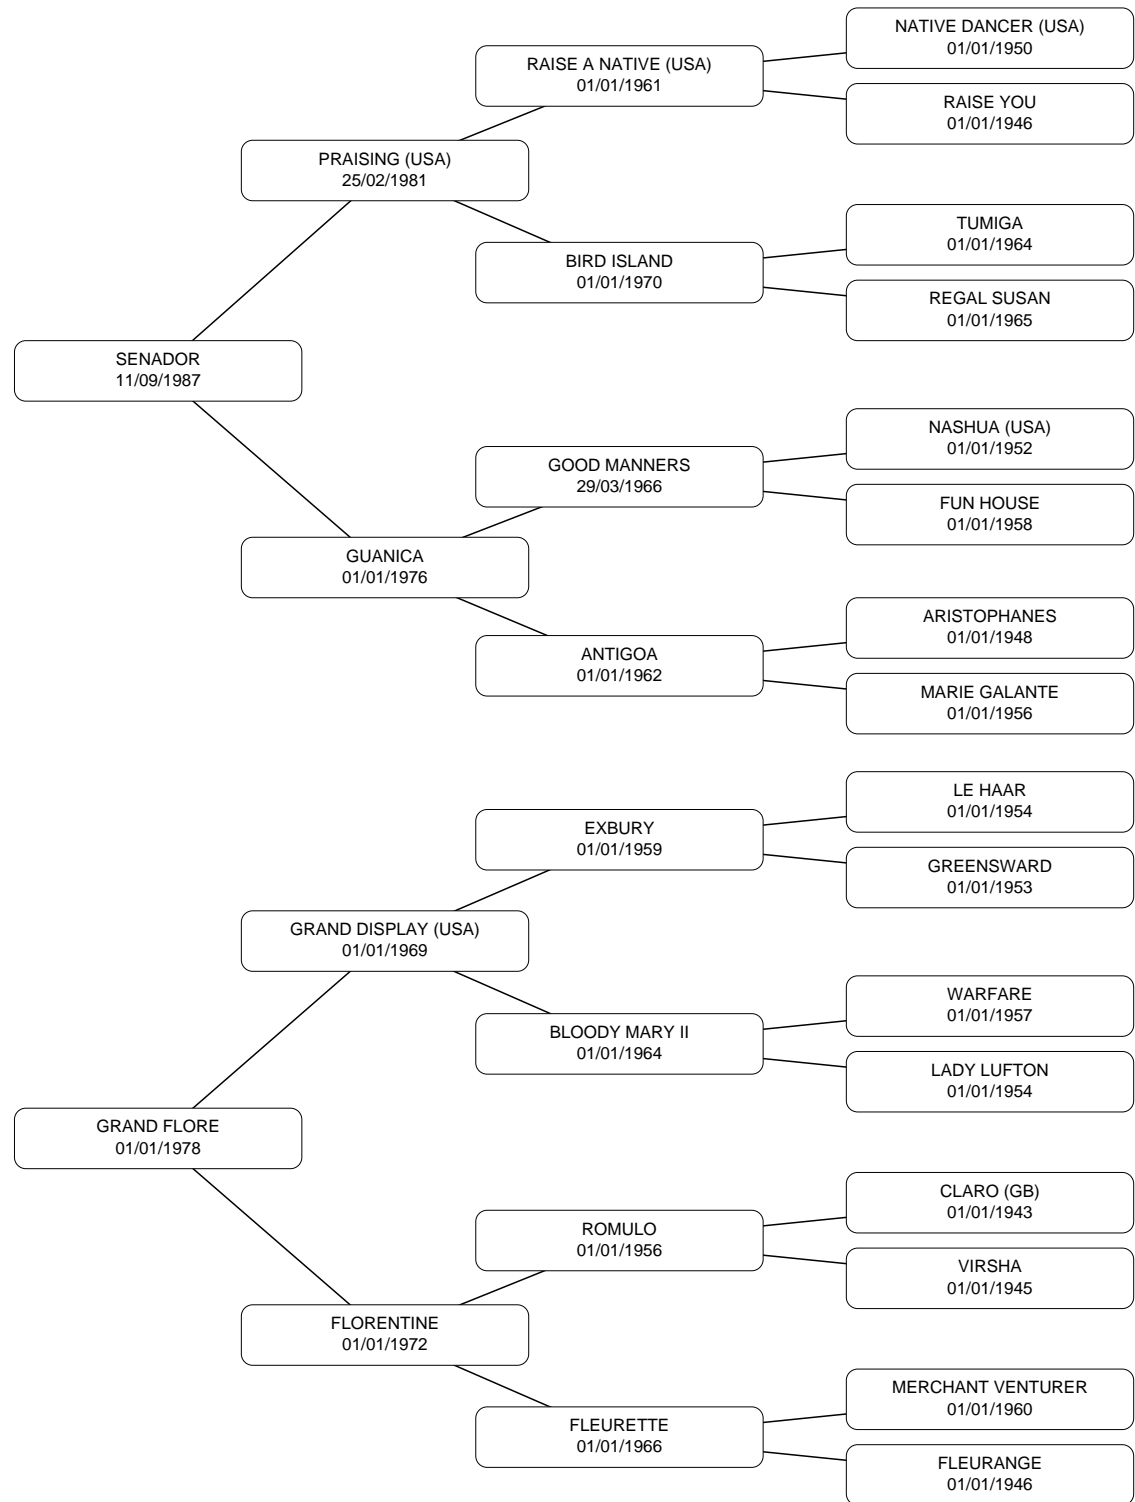 NATIVE DANCER (USA)
01/01/1950
RAISE A NATIVE (USA)
01/01/1961
RAISE YOU
01/01/1946
PRAISING (USA)
25/02/1981
TUMIGA
01/01/1964
BIRD ISLAND
01/01/1970
REGAL SUSAN
01/01/1965
SENADOR
11/09/1987
NASHUA (USA)
01/01/1952
GOOD MANNERS
29/03/1966
FUN HOUSE
01/01/1958
GUANICA
01/01/1976
ARISTOPHANES
01/01/1948
ANTIGOA
01/01/1962
MARIE GALANTE
01/01/1956
LE HAAR
01/01/1954
EXBURY
01/01/1959
GREENSWARD
01/01/1953
GRAND DISPLAY (USA)
01/01/1969
WARFARE
01/01/1957
BLOODY MARY II
01/01/1964
LADY LUFTON
01/01/1954
GRAND FLORE
01/01/1978
CLARO (GB)
01/01/1943
ROMULO
01/01/1956
VIRSHA
01/01/1945
FLORENTINE
01/01/1972
MERCHANT VENTURER
01/01/1960
FLEURETTE
01/01/1966
FLEURANGE
01/01/1946